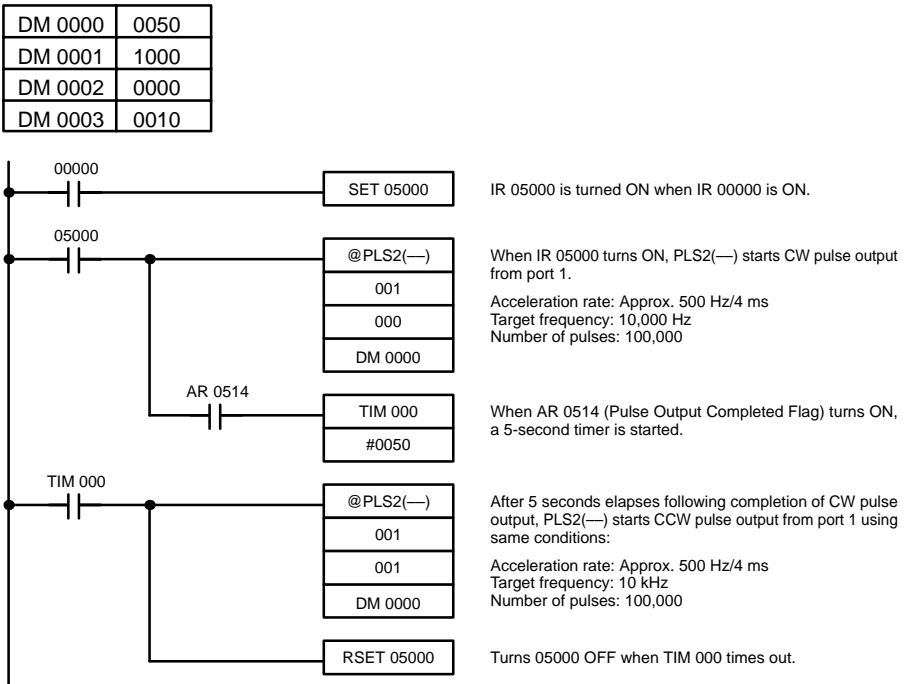 DM 0000 0050
DM 0001 1000
DM 0002 0000
DM 0003 0010
00000
SET 05000
IR 05000 is turned ON when IR 00000 is ON.
05000
@PLS2(––)
When IR 05000 turns ON, PLS2(––) starts CW pulse output
from port 1.
001
Acceleration rate: Approx. 500 Hz/4 ms
000
Target frequency: 10,000 Hz
Number of pulses: 100,000
DM 0000
AR 0514
TIM 000
When AR 0514 (Pulse Output Completed Flag) turns ON,
a 5-second timer is started.
#0050
TIM 000
@PLS2(––)
After 5 seconds elapses following completion of CW pulse
output, PLS2(––) starts CCW pulse output from port 1 using
same conditions:
001
001
Acceleration rate: Approx. 500 Hz/4 ms
Target frequency: 10 kHz
DM 0000
Number of pulses: 100,000
RSET 05000
Turns 05000 OFF when TIM 000 times out.